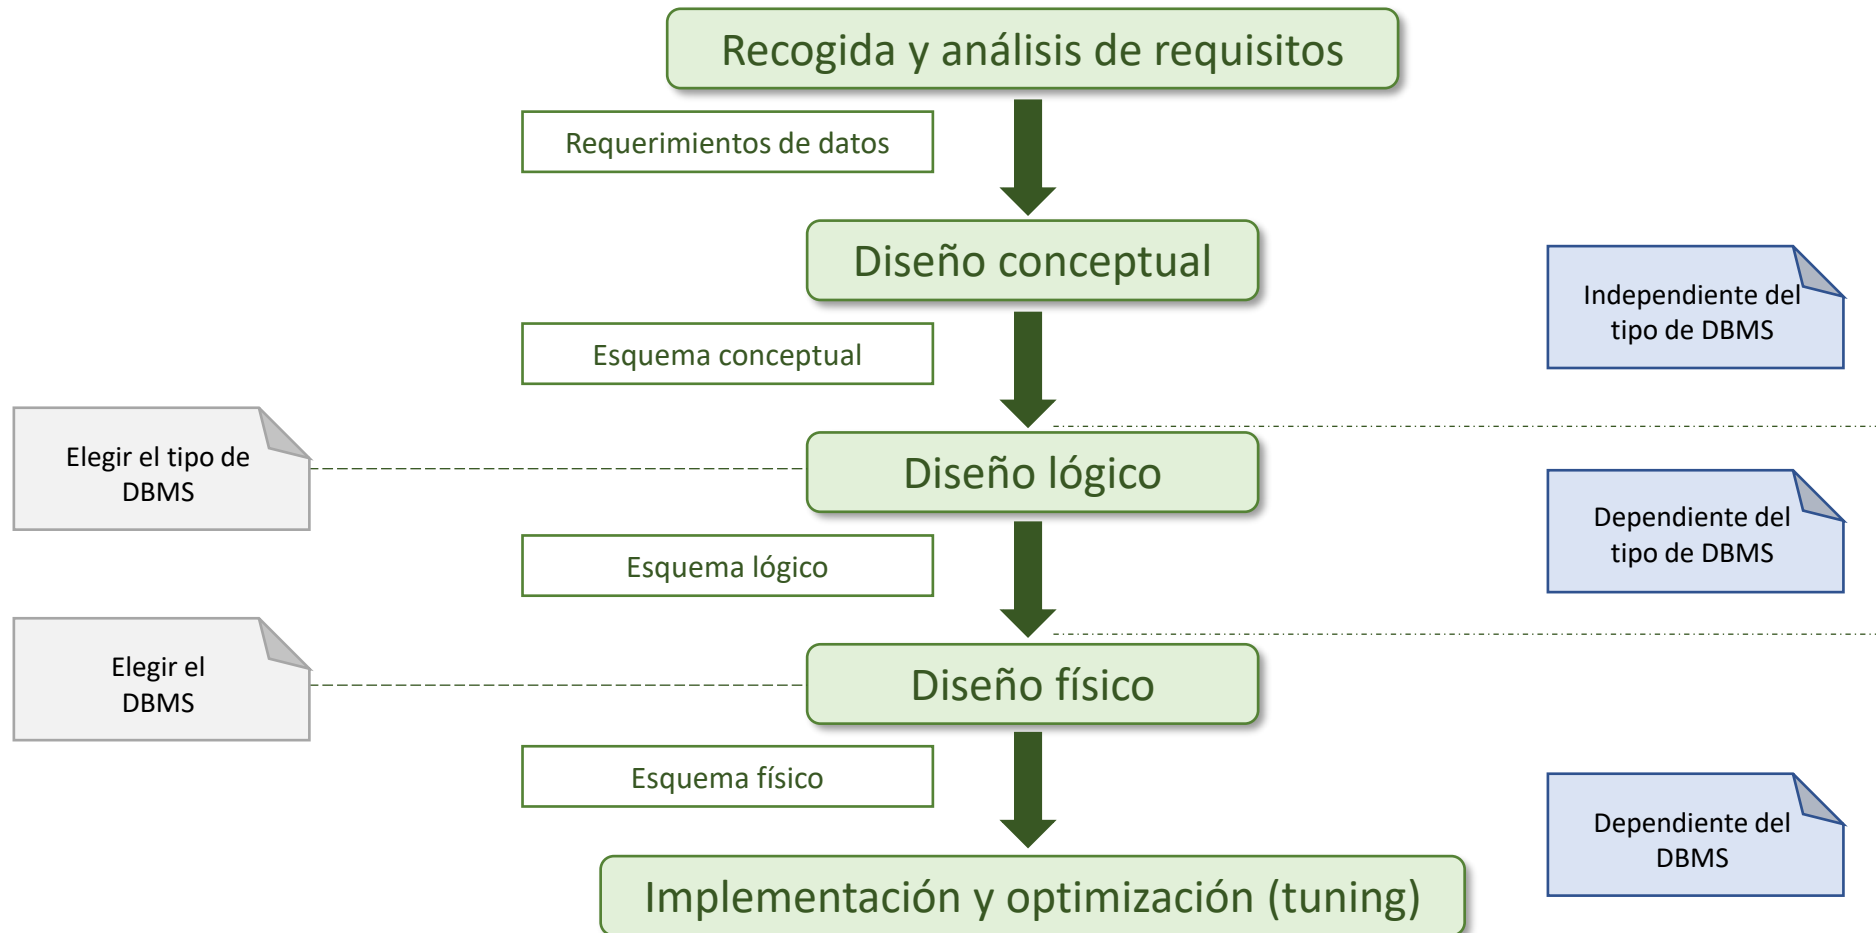 Recogida y análisis de requisitos
Requerimientos de datos
Diseño conceptual
Independiente del
tipo de DBMS
Esquema conceptual
Elegir el tipo de
DBMS
Diseño lógico
Dependiente del
tipo de DBMS
Esquema lógico
Elegir el
DBMS
Diseño físico
Esquema físico
Dependiente del
DBMS
Implementación y optimización (tuning)